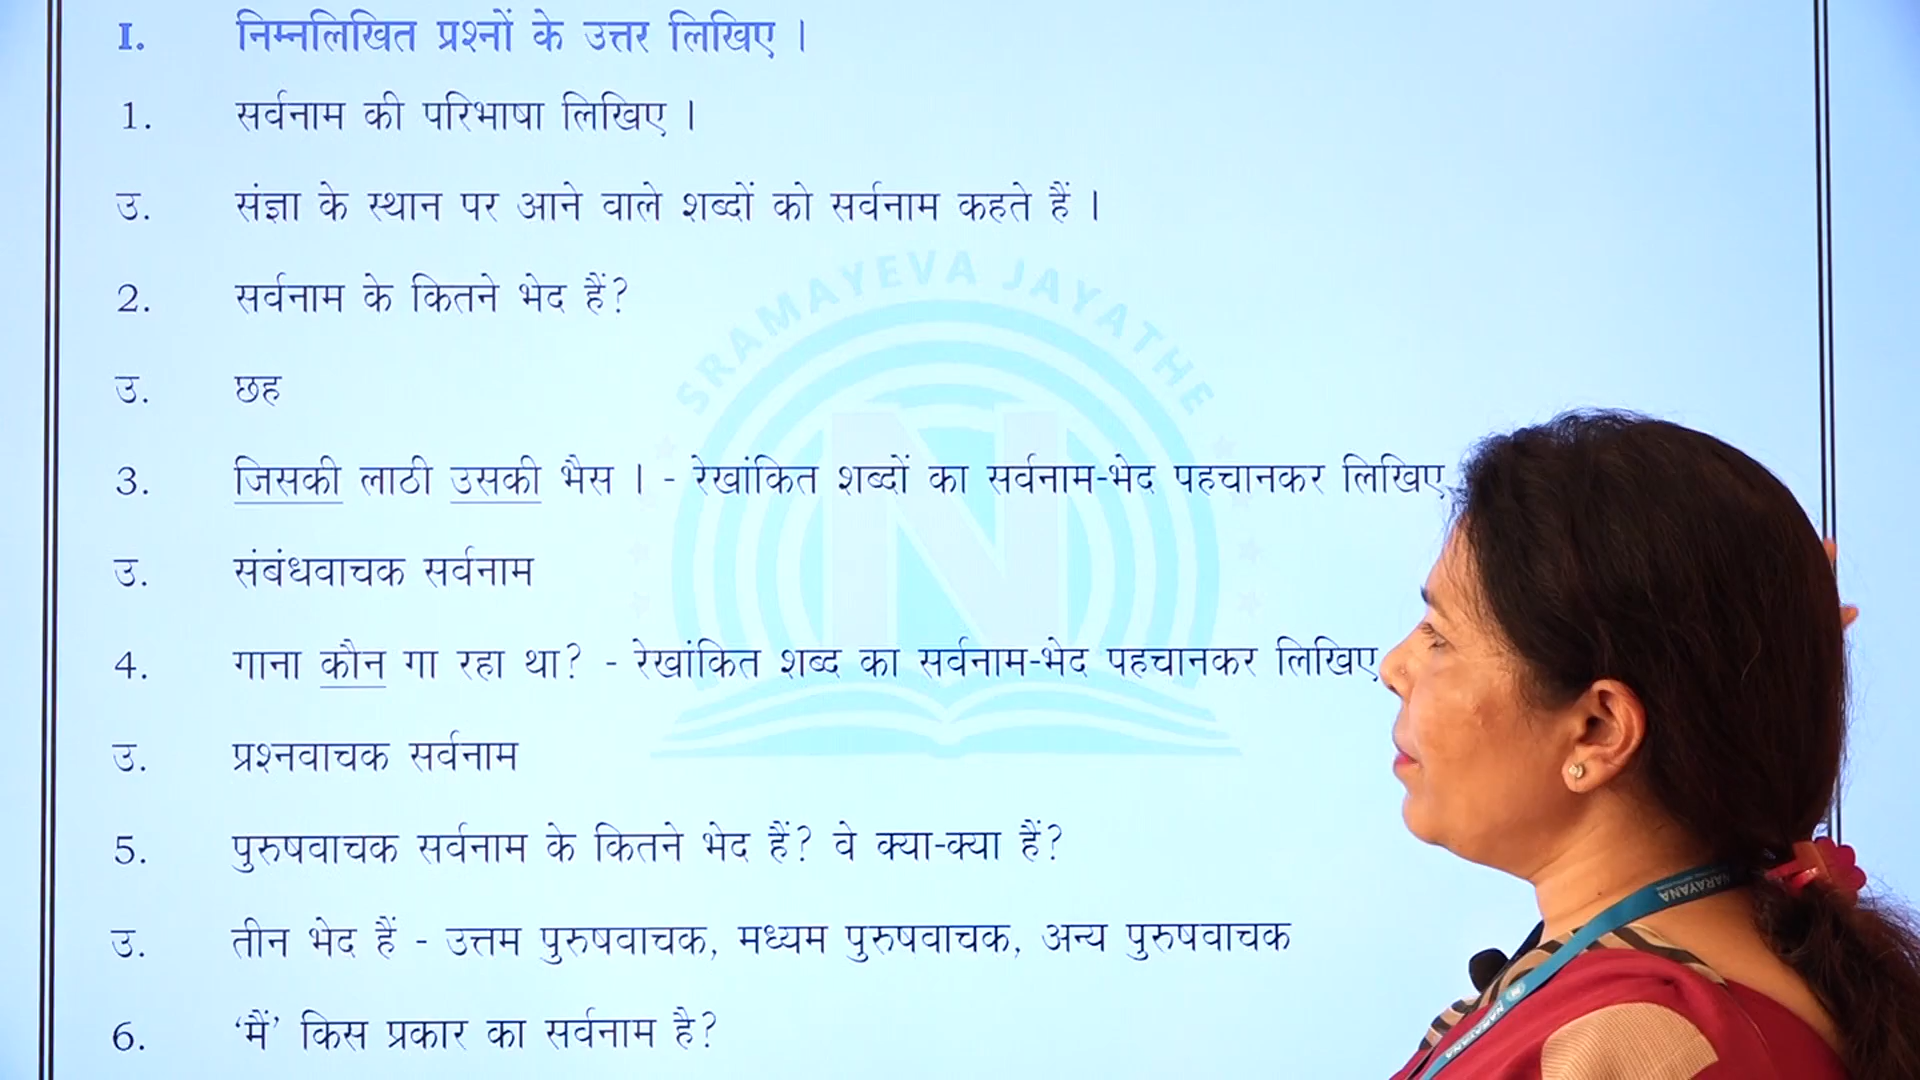 I. निम्नलिखित प्रश्नों के उत्तर लिखिए ।
1. सर्वनाम की परिभाषा लिखिए ।
उ. संज्ञा के स्थान पर आने वाले शब्दों को सर्वनाम कहते हैं ।
SRAMAYEVA JAYATHE
2. सर्वनाम के कितने भेद हैं?
उ. छह
3. जिसकी लाठी उसकी भैस । - रेखांकित शब्दों का सर्वनाम-भेद पहचानकर लिखिए
उ. संबंधवाचक सर्वनाम
4. गाना कौन गा रहा था? - रेखांकित शब्द का सर्वनाम-भेद पहचानकर लिखिए
उ. प्रश्नवाचक सर्वनाम
5. पुरुषवाचक सर्वनाम के कितने भेद हैं? वे क्या-क्या हैं?
NARAYANA
उ. तीन भेद हैं - उत्तम पुरुषवाचक, मध्यम पुरुषवाचक, अन्य पुरुषवाचक
NARAYANA
6. ‘मैं’ किस प्रकार का सर्वनाम है?